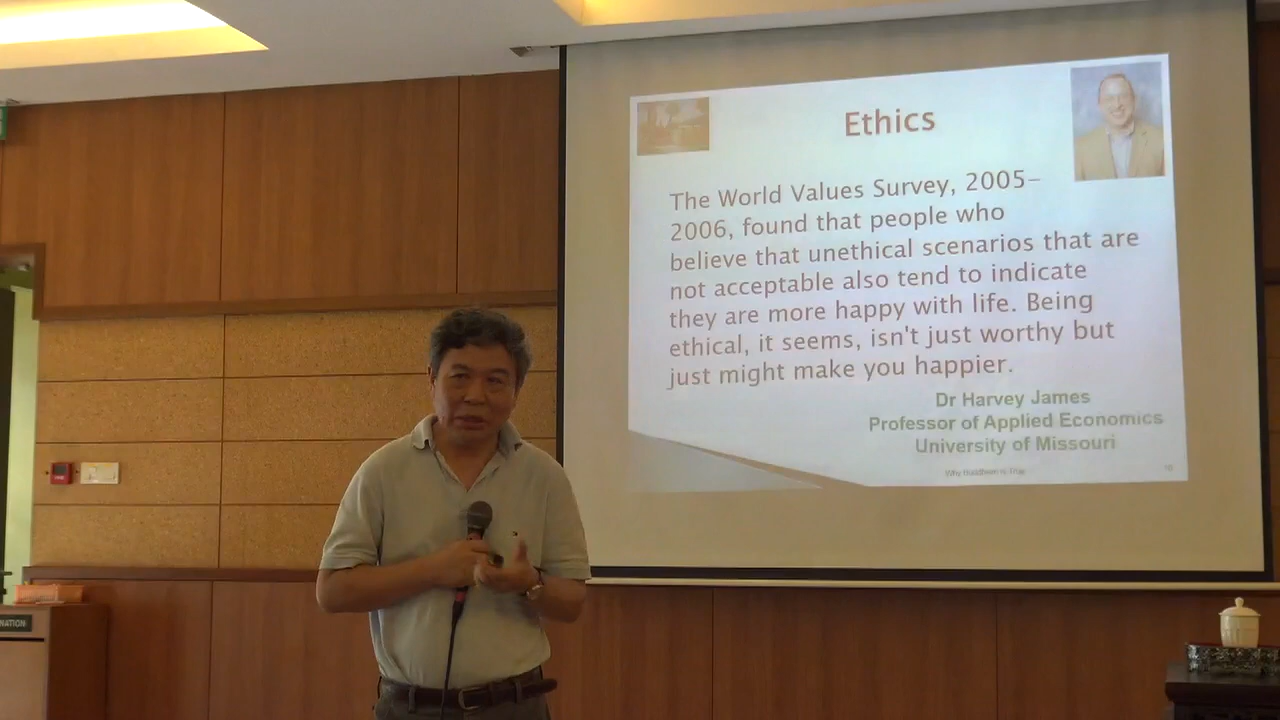 Ethics
The World Values Survey, 2005-
2006, found that people who
believe that unethical scenarios that are
not acceptable also tend to indicate
they are more happy with life. Being
ethical, it seems, isn't just worthy but
just might make you happier.
Dr Harvey James
Professor of Applied Economics
University of Missouri
Why Buddhism is True
10
NATION